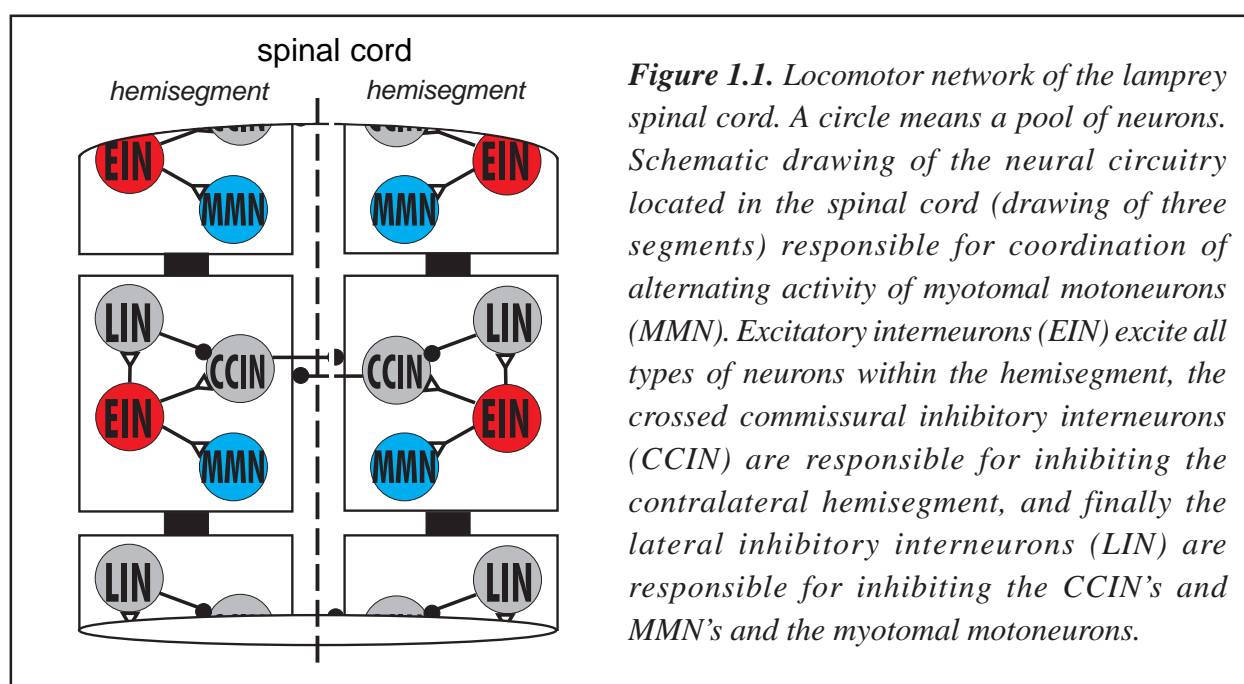 spinal cord
hemisegment
hemisegment
CCIN
EIN
MMN
CCIN
EIN
MMN
LIN
CCIN
EIN
MMN
LIN
CCIN
EIN
MMN
LIN
LIN
Figure 1.1. Locomotor network of the lamprey
spinal cord. A circle means a pool of neurons.
Schematic drawing of the neural circuitry
located in the spinal cord (drawing of three
segments) responsible for coordination of
alternating activity of myotomal motoneurons
(MMN). Excitatory interneurons (EIN) excite all
types of neurons within the hemisegment, the
crossed commissural inhibitory interneurons
(CCIN) are responsible for inhibiting the
contralateral hemisegment, and finally the
lateral inhibitory interneurons (LIN) are
responsible for inhibiting the CCIN's and
MMN's and the myotomal motoneurons.